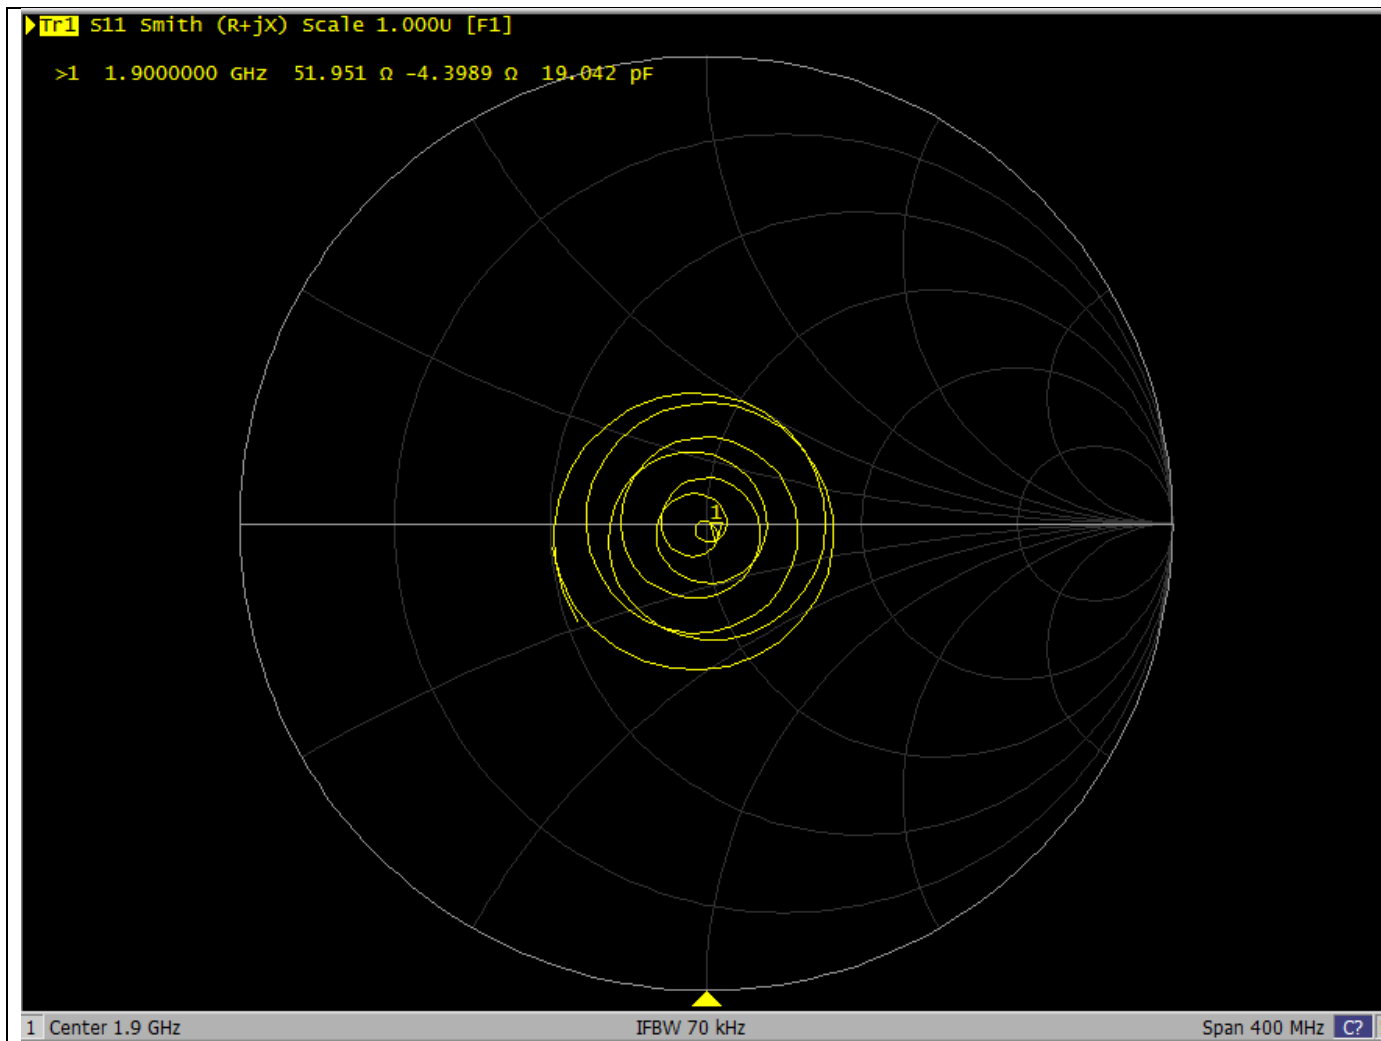 Tr1 S11 Smith (R+jX) Scale 1.000U [F1]
>1 1.9000000 GHz 51.951 Ω -4.3989 Ω 19.042 pF
1
1 Center 1.9 GHz IFBW 70 kHz Span 400 MHz C?